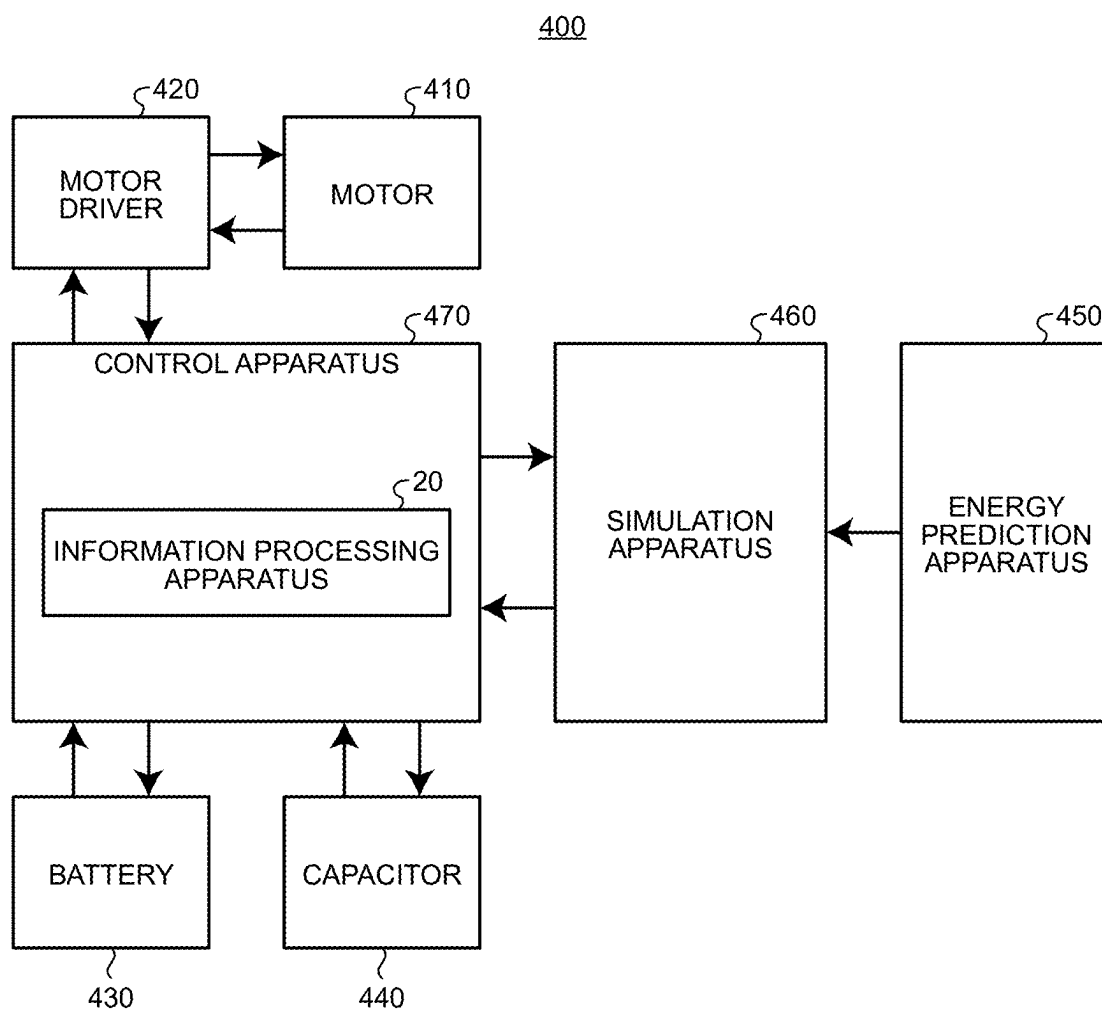 400
420
410
MOTOR
DRIVER
MOTOR
470
460
450
CONTROL APPARATUS
20
INFORMATION PROCESSING
APPARATUS
SIMULATION
APPARATUS
ENERGY
PREDICTION
APPARATUS
BATTERY
CAPACITOR
430
440